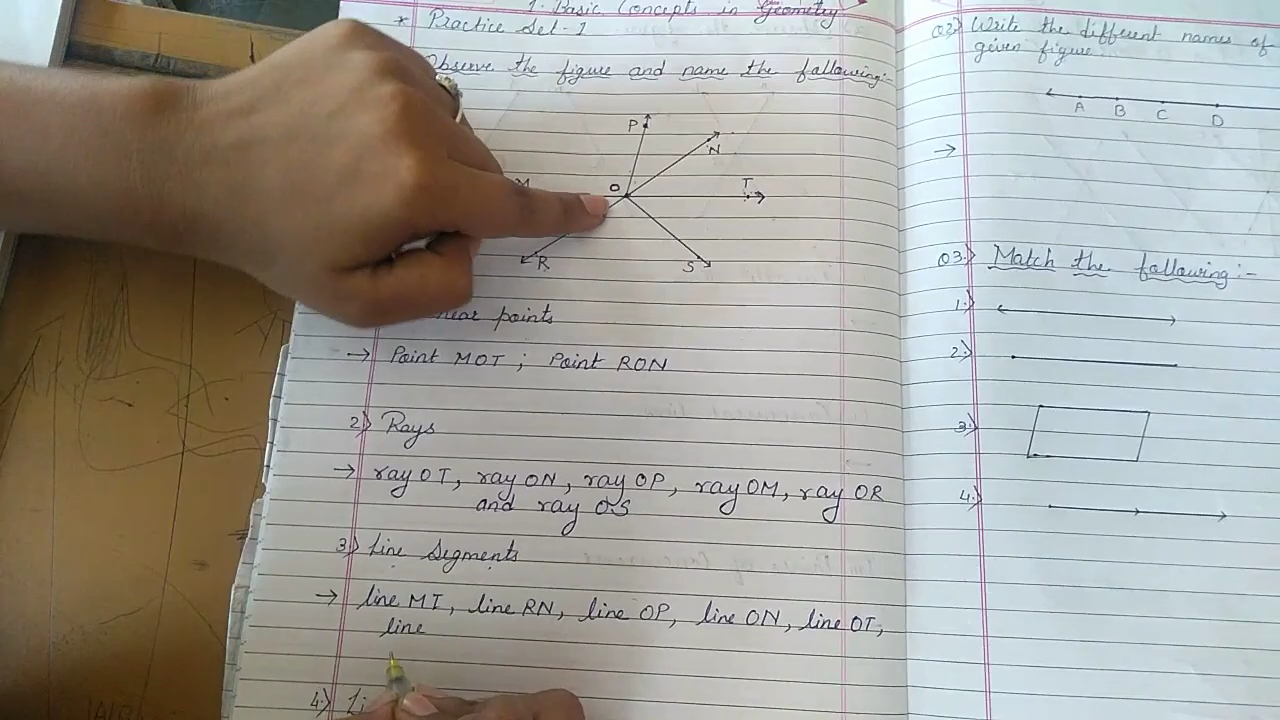 1. Basic Concepts in Geometry
* Practice Set-1
Observe the figure and name the fallowing:-
P
N
M
O
T
R
S
points
→ Point MOT ; Point RON
2) Rays
→ ray OT, ray ON, ray OP, ray OM, ray OR
and ray OS
3) Line Segments
→ line MT, line RN, line OP, line ON, line OT,
line
4) Li
Q2) Write the different names of
given figure
A B C D
→
Q3) Match the fallowing :-
1)
2)
3)
4)